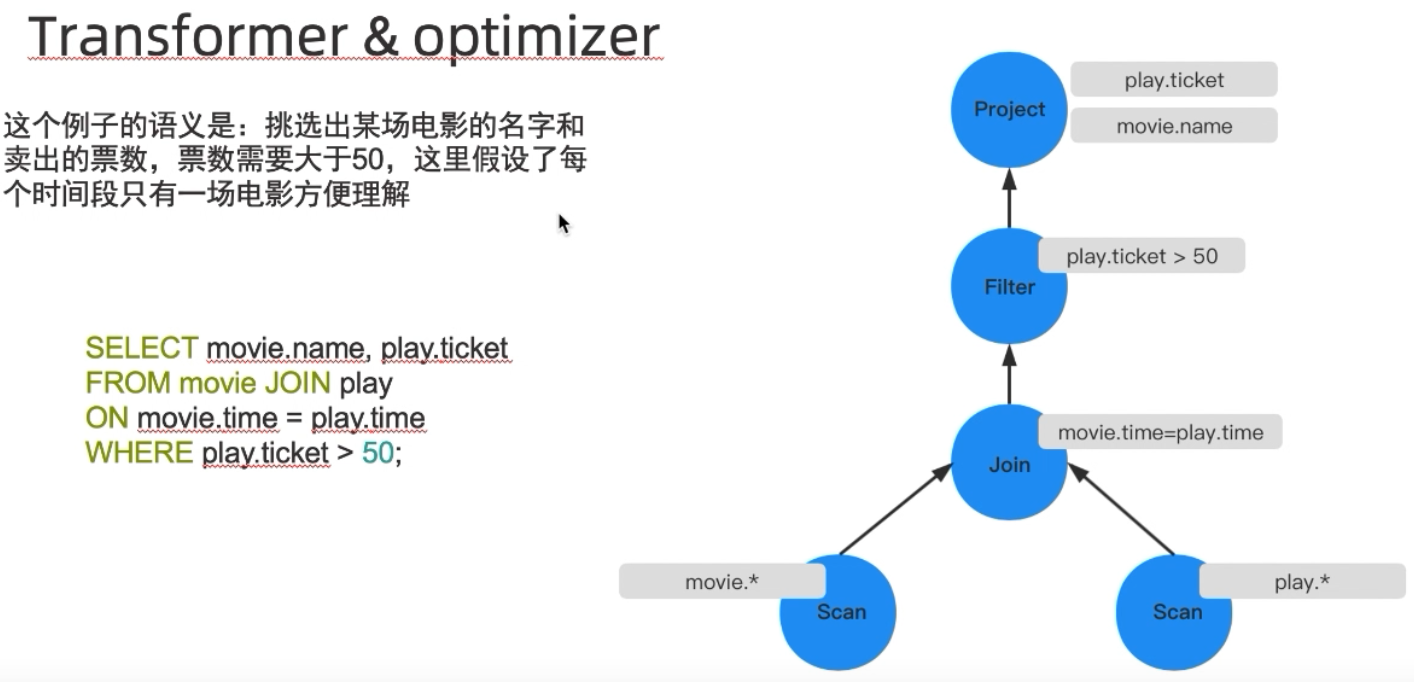 Transformer & optimizer
这个例子的语义是：挑选出某场电影的名字和
卖出的票数，票数需要大于50，这里假设了每
个时间段只有一场电影方便理解
SELECT movie.name, play.ticket
FROM movie JOIN play
ON movie.time = play.time
WHERE play.ticket > 50;
Project
play.ticket
movie.name
Filter
play.ticket > 50
Join
movie.time=play.time
movie.*
Scan
play.*
Scan